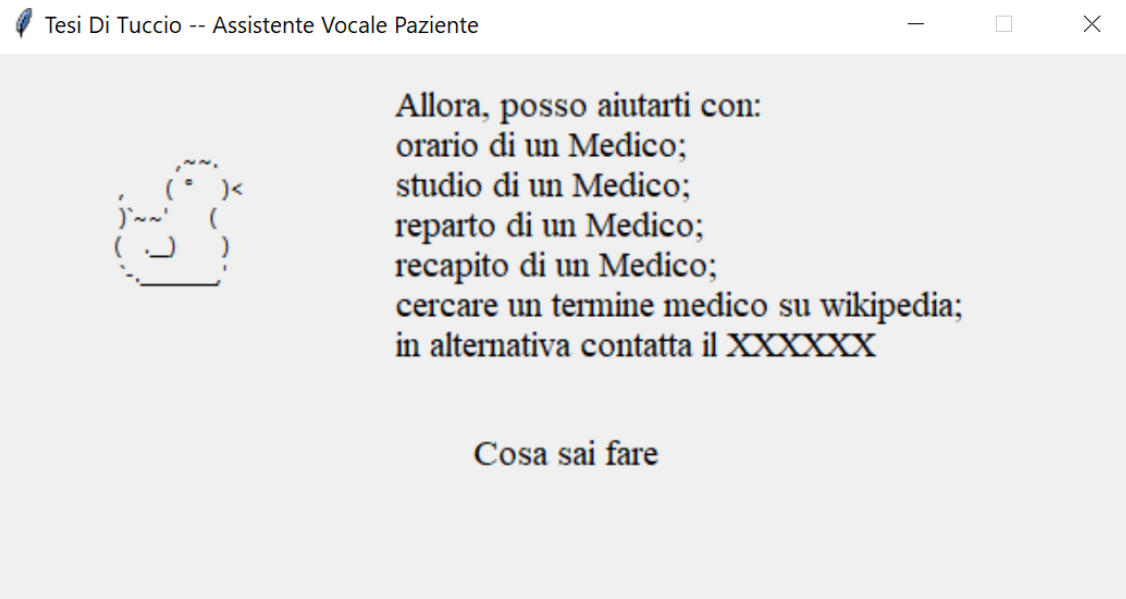 Tesi Di Tuccio -- Assistente Vocale Paziente
Allora, posso aiutarti con:
orario di un Medico;
studio di un Medico;
reparto di un Medico;
recapito di un Medico;
cercare un termine medico su wikipedia;
in alternativa contatta il XXXXXX
Cosa sai fare